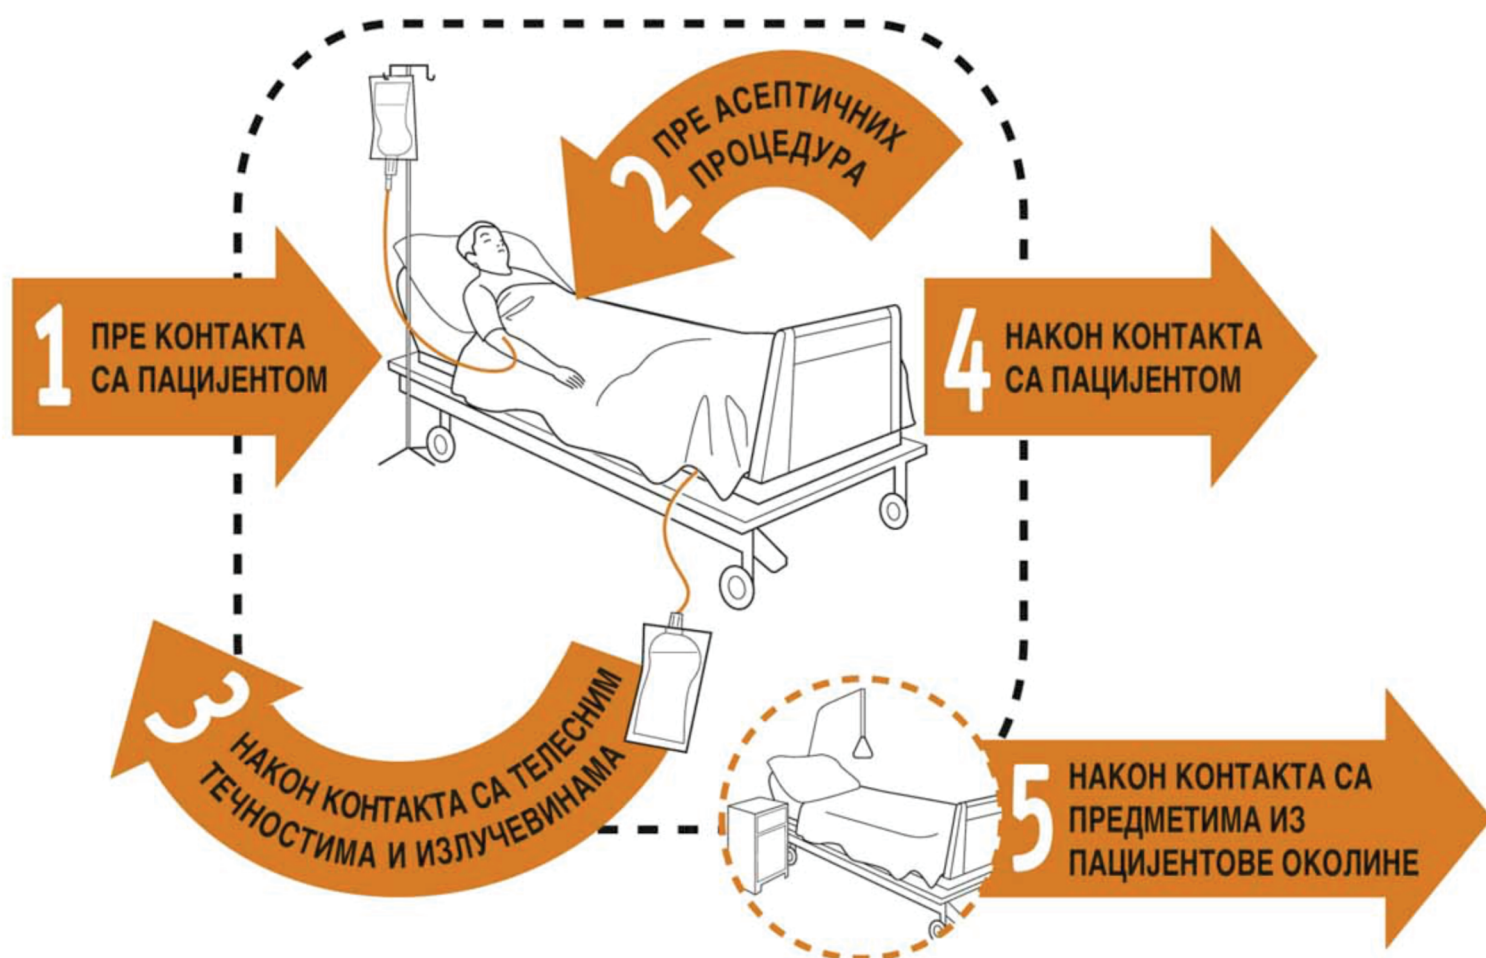 1
ПРЕ КОНТАКТА
СА ПАЦИЈЕНТОМ
2
ПРЕ АСЕПТИЧНИХ
ПРОЦЕДУРА
3
НАКОН КОНТАКТА СА ТЕЛЕСНИМ
ТЕЧНОСТИМА И ИЗЛУЧЕВИНАМА
4
НАКОН КОНТАКТА
СА ПАЦИЈЕНТОМ
5
НАКОН КОНТАКТА СА
ПРЕДМЕТИМА ИЗ
ПАЦИЈЕНТОВЕ ОКОЛИНЕ